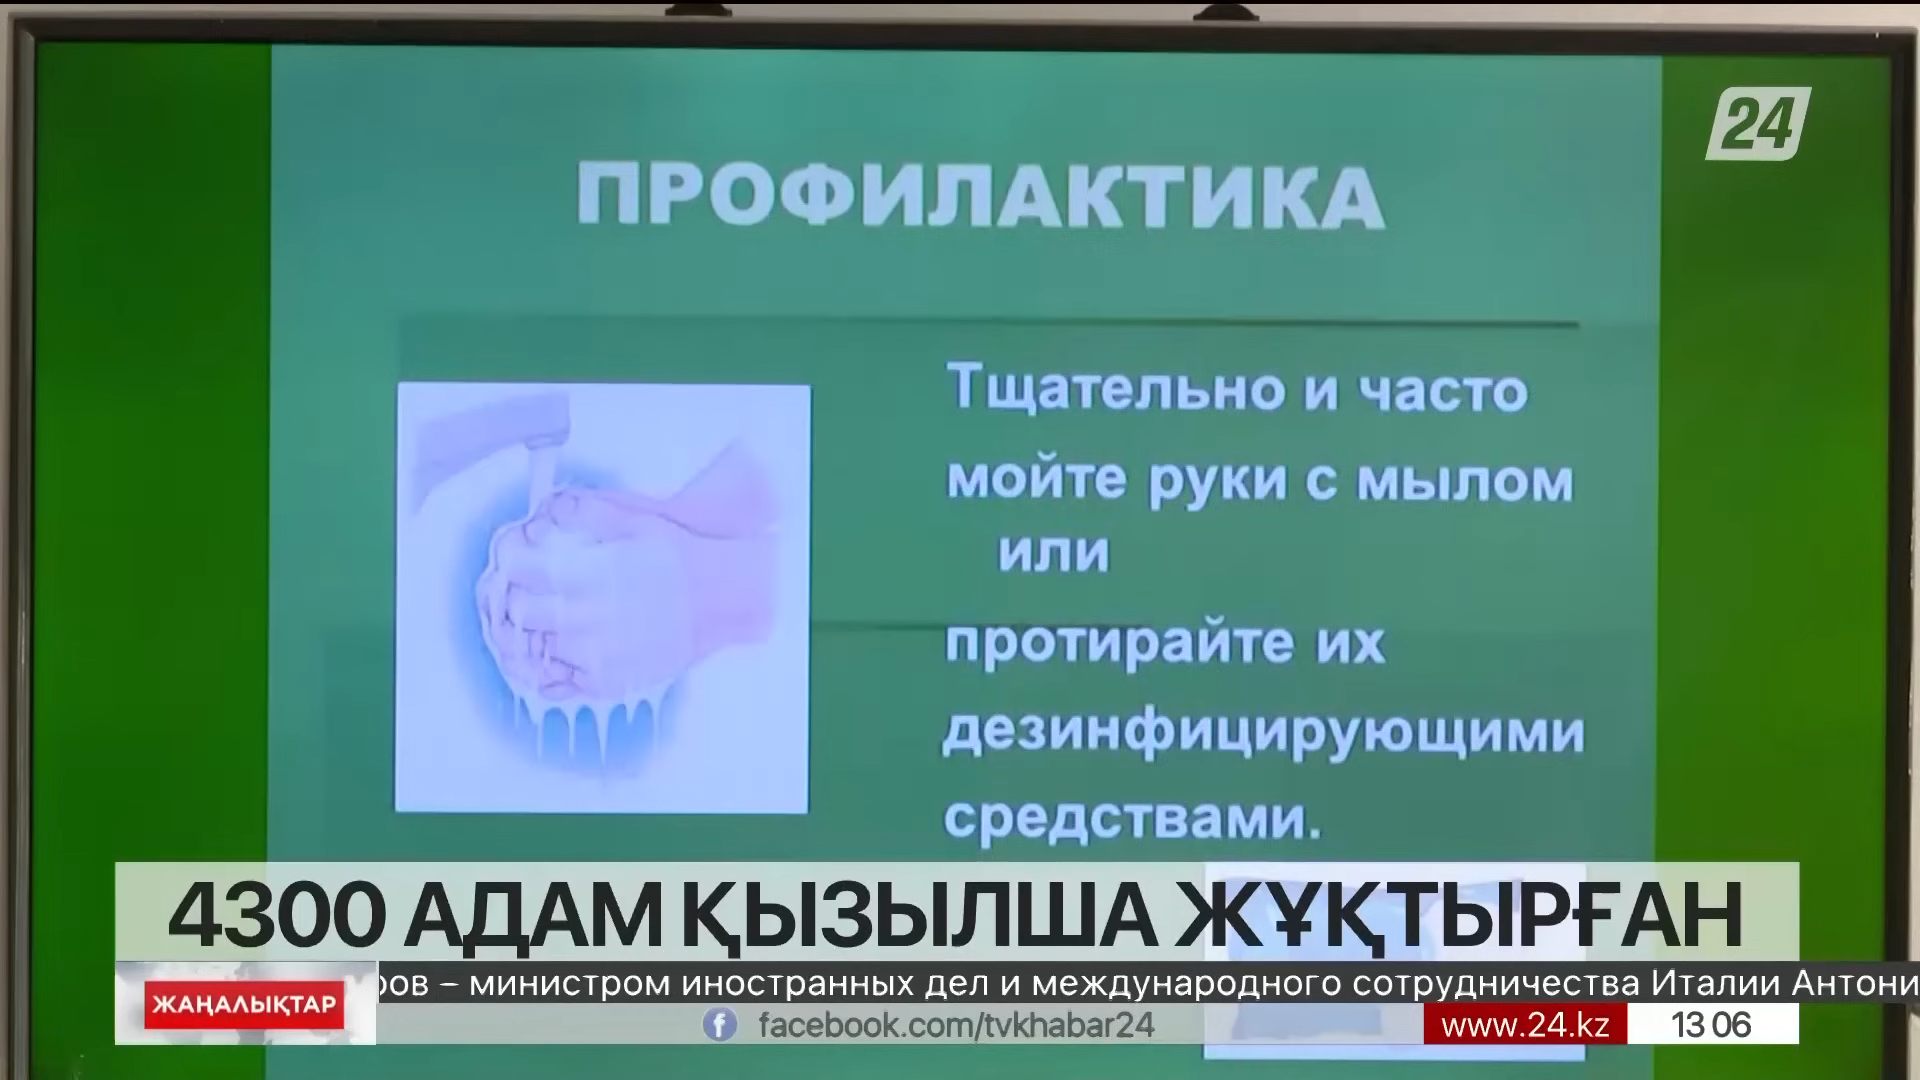 24
ПРОФИЛАКТИКА
Тщательно и часто
мойте руки с мылом
или
протирайте их
дезинфицирующими
средствами.
4300 АДАМ ҚЫЗЫЛША ЖҰҚТЫРҒАН
ров – министром иностранных дел и международного сотрудничества Италии Антони
ЖАҢАЛЫҚТАР
facebook.com/tvkhabar24
www.24.kz
13 06